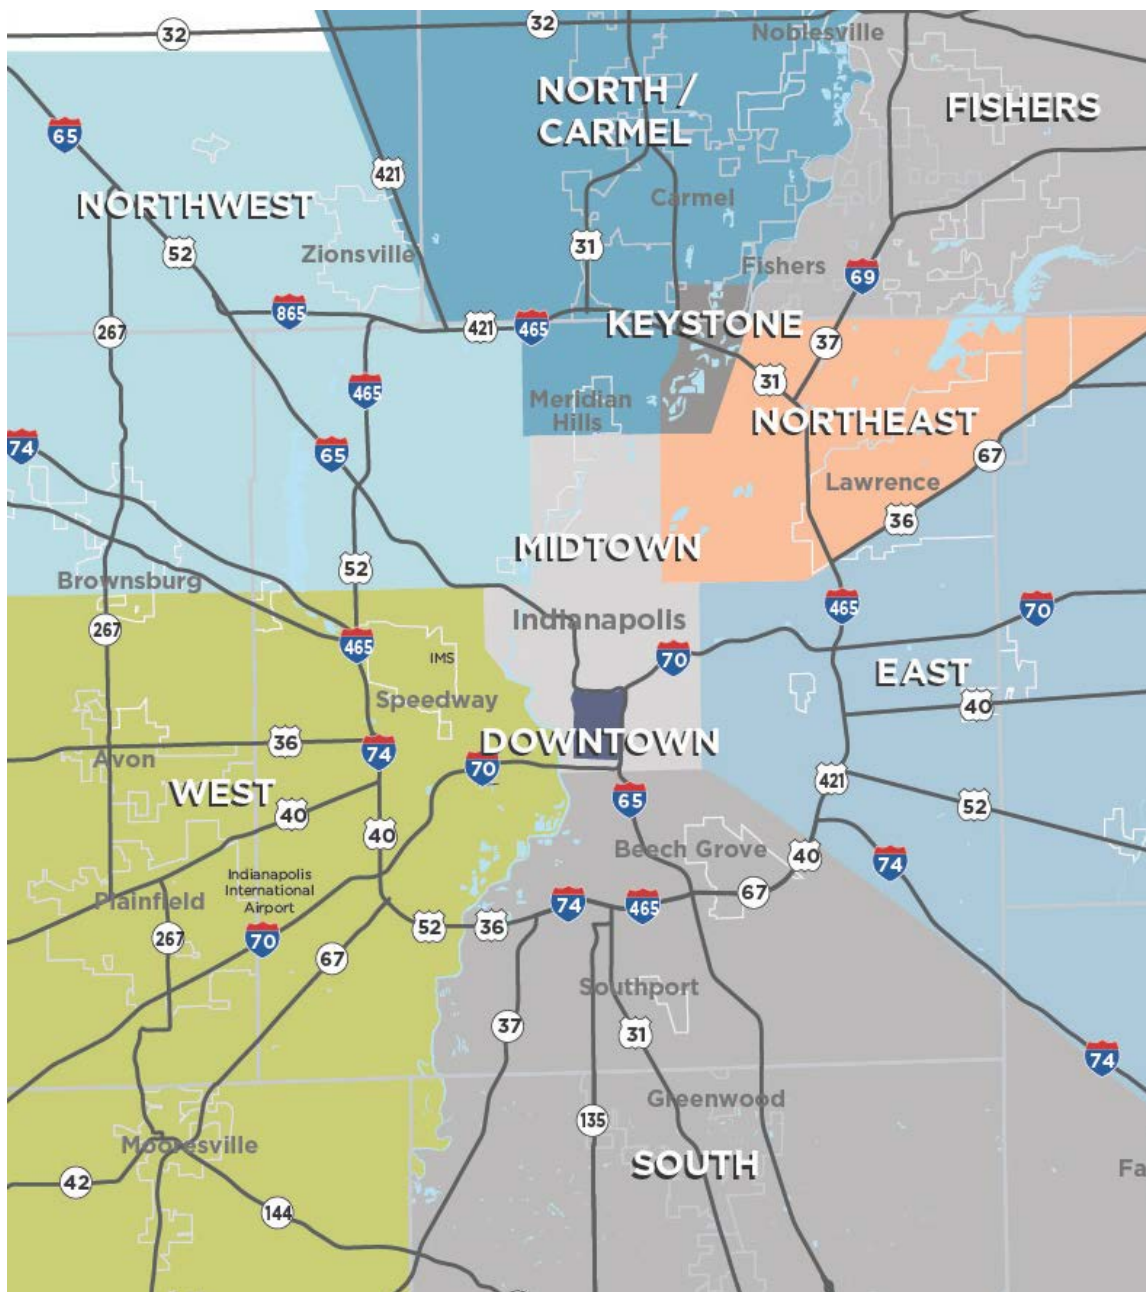 32
32
Noblesville
NORTH /
CARMEL
FISHERS
65
421
NORTHWEST
Carmel
52
Zionsville
31
Fishers
69
865
267
421
465
KEYSTONE
37
465
31
Meridian
Hills
NORTHEAST
74
65
67
Lawrence
36
MIDTOWN
52
Brownsburg
465
70
Indianapolis
267
465
IMS
70
EAST
Speedway
40
36
DOWNTOWN
Avon
74
70
WEST
421
65
52
40
40
Beech Grove
40
74
Indianapolis
International
Airport
Plainfield
67
74
465
267
70
52
36
67
Southport
37
31
74
Greenwood
135
Mooresville
SOUTH
Fa
42
144